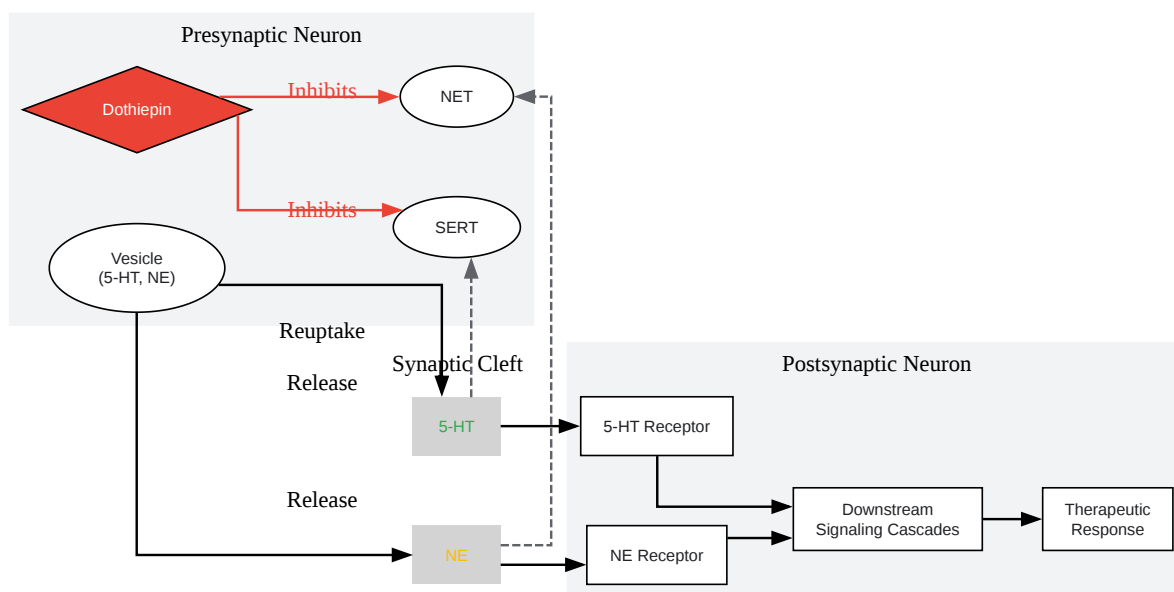 Presynaptic Neuron
Dothiepin
Inhibits
NET
Inhibits
SERT
Vesicle
(5-HT, NE)
Reuptake
Synaptic Cleft
Release
5-HT
Postsynaptic Neuron
5-HT Receptor
Release
NE
NE Receptor
Downstream
Signaling Cascades
Therapeutic
Response